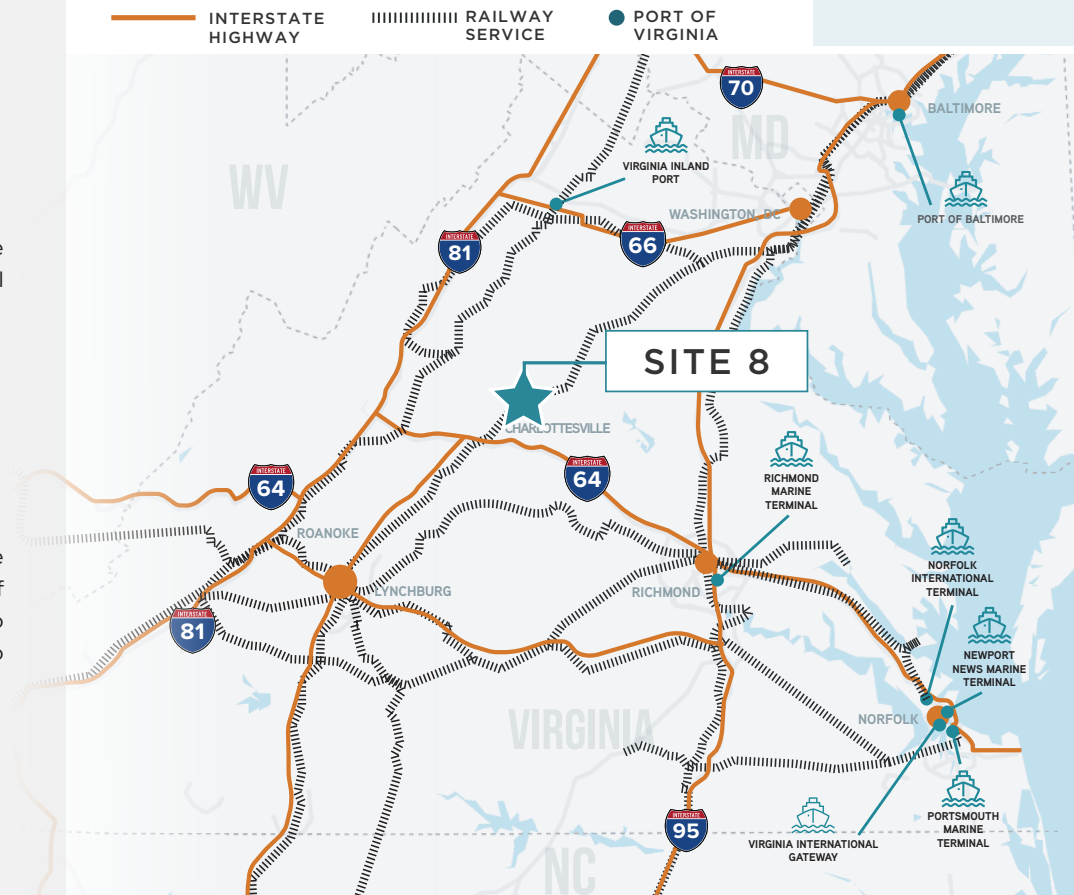 INTERSTATE
HIGHWAY
RAILWAY
SERVICE
PORT OF
VIRGINIA
INTERSTATE
70
BALTIMORE
MD
VIRGINIA INLAND
PORT
WV
PORT OF BALTIMORE
WASHINGTON DC
INTERSTATE
81
INTERSTATE
66
SITE 8
CHARLOTTESVILLE
INTERSTATE
64
INTERSTATE
64
RICHMOND
MARINE
TERMINAL
ROANOKE
NORFOLK
INTERNATIONAL
TERMINAL
LYNCHBURG
RICHMOND
INTERSTATE
81
NEWPORT
NEWS MARINE
TERMINAL
NORFOLK
VIRGINIA
INTERSTATE
95
PORTSMOUTH
MARINE
TERMINAL
VIRGINIA INTERNATIONAL
GATEWAY
NC